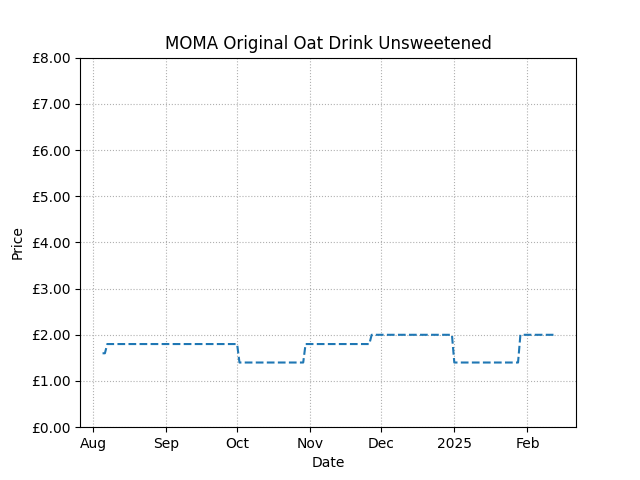 MOMA Original Oat Drink Unsweetened
£8.00
£7.00
£6.00
£5.00
£4.00
£3.00
£2.00
£1.00
£0.00
Price
Aug Sep Oct Nov Dec 2025 Feb
Date